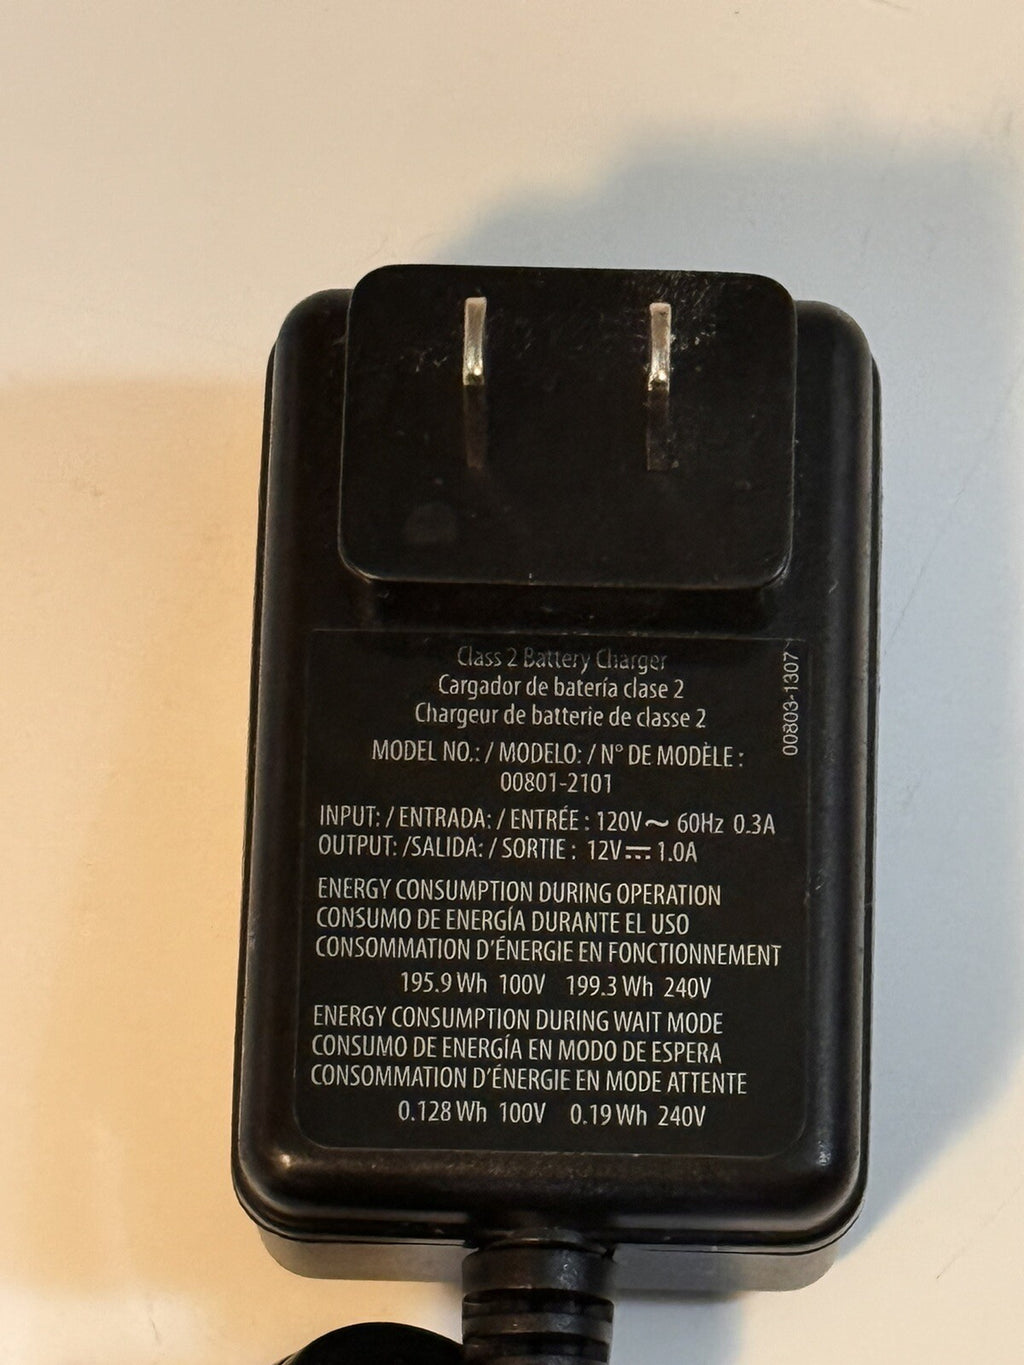 Class 2 Battery Charger
Cargador de batería clase 2
Chargeur de batterie de classe 2
00803-1307
MODEL NO.: / MODELO: / N° DE MODÈLE :
00801-2101
INPUT: / ENTRADA: / ENTRÉE : 120V~ 60Hz 0.3A
OUTPUT: /SALIDA: / SORTIE : 12V⎓ 1.0A
ENERGY CONSUMPTION DURING OPERATION
CONSUMO DE ENERGÍA DURANTE EL USO
CONSOMMATION D'ÉNERGIE EN FONCTIONNEMENT
195.9 Wh 100V 199.3 Wh 240V
ENERGY CONSUMPTION DURING WAIT MODE
CONSUMO DE ENERGÍA EN MODO DE ESPERA
CONSOMMATION D'ÉNERGIE EN MODE ATTENTE
0.128 Wh 100V 0.19 Wh 240V